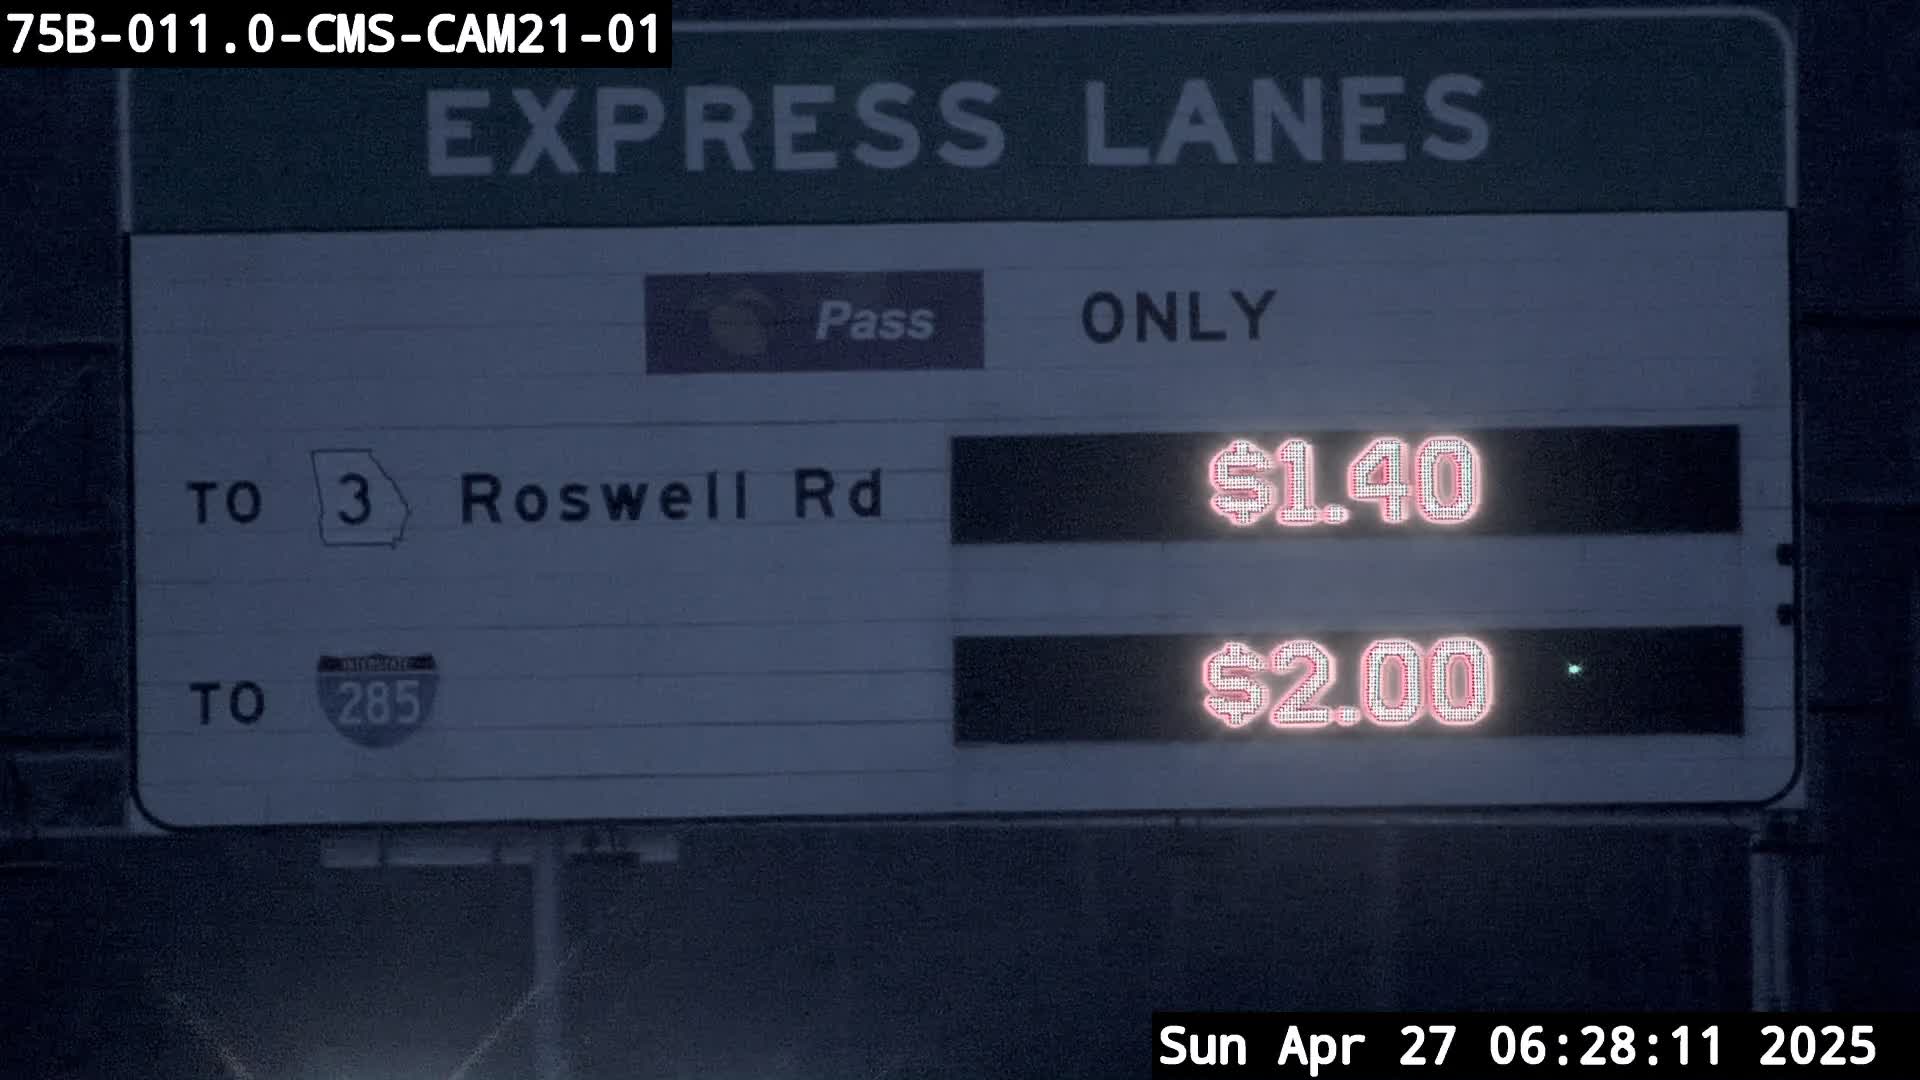 75B-011.0-CMS-CAM21-01
EXPRESS LANES
Pass ONLY
TO 3 Roswell Rd $1.40
INTERSTATE
TO 285 $2.00
Sun Apr 27 06:28:11 2025